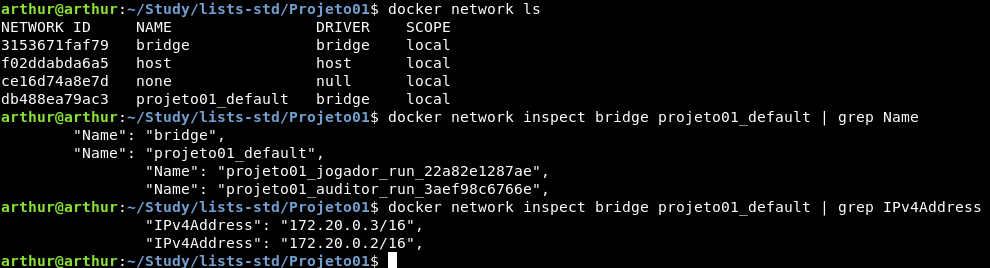 arthur@arthur:~/Study/lists-std/Projeto01$ docker network ls
NETWORK ID     NAME                DRIVER    SCOPE
3153671faf79   bridge              bridge    local
f02ddabda6a5   host                host      local
ce16d74a8e7d   none                null      local
db488ea79ac3   projeto01_default   bridge    local
arthur@arthur:~/Study/lists-std/Projeto01$ docker network inspect bridge projeto01_default | grep Name
        "Name": "bridge",
        "Name": "projeto01_default",
                "Name": "projeto01_jogador_run_22a82e1287ae",
                "Name": "projeto01_auditor_run_3aef98c6766e",
arthur@arthur:~/Study/lists-std/Projeto01$ docker network inspect bridge projeto01_default | grep IPv4Address
                "IPv4Address": "172.20.0.3/16",
                "IPv4Address": "172.20.0.2/16",
arthur@arthur:~/Study/lists-std/Projeto01$